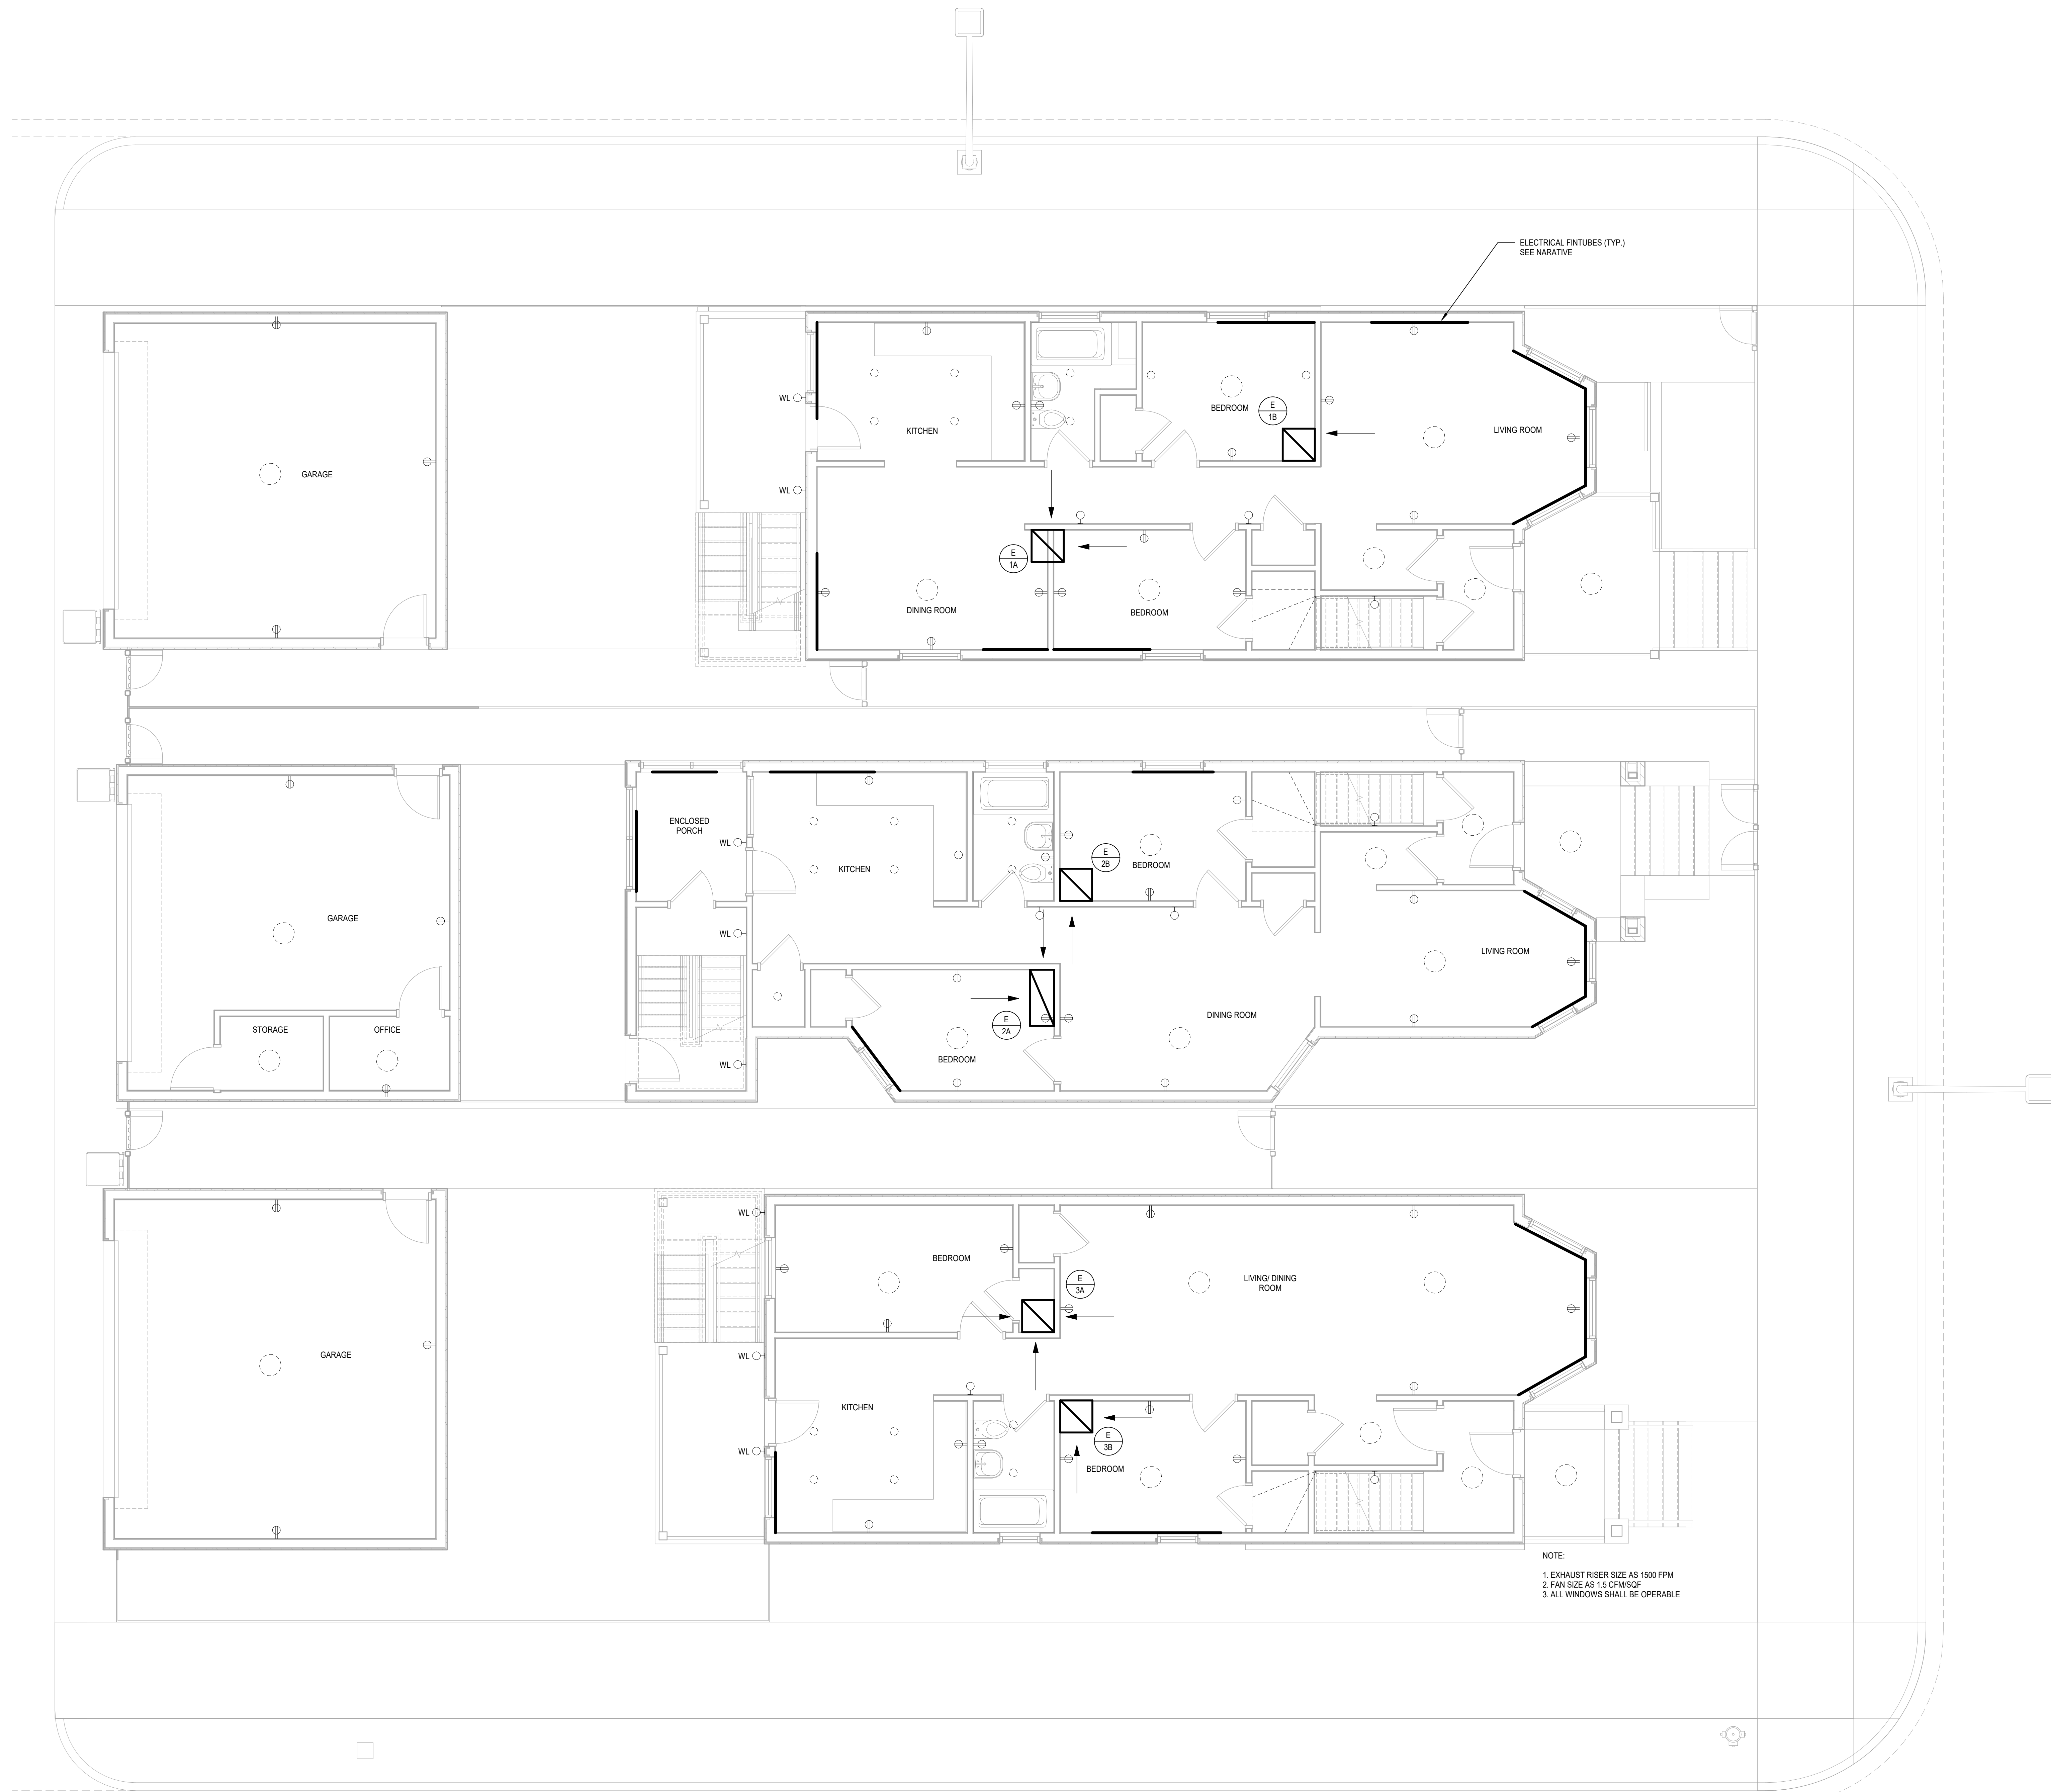 ELECTRICAL FINTUBES (TYP.)
SEE NARATIVE
WL
KITCHEN
BEDROOM
E
1B
LIVING ROOM
GARAGE
WL
E
1A
DINING ROOM
BEDROOM
ENCLOSED
PORCH
WL
KITCHEN
E
2B
BEDROOM
GARAGE
WL
LIVING ROOM
STORAGE
OFFICE
E
2A
DINING ROOM
BEDROOM
WL
WL
BEDROOM
E
3A
LIVING/ DINING
ROOM
GARAGE
WL
KITCHEN
WL
E
3B
BEDROOM
NOTE:
1. EXHAUST RISER SIZE AS 1500 FPM
2. FAN SIZE AS 1.5 CFM/SQF
3. ALL WINDOWS SHALL BE OPERABLE